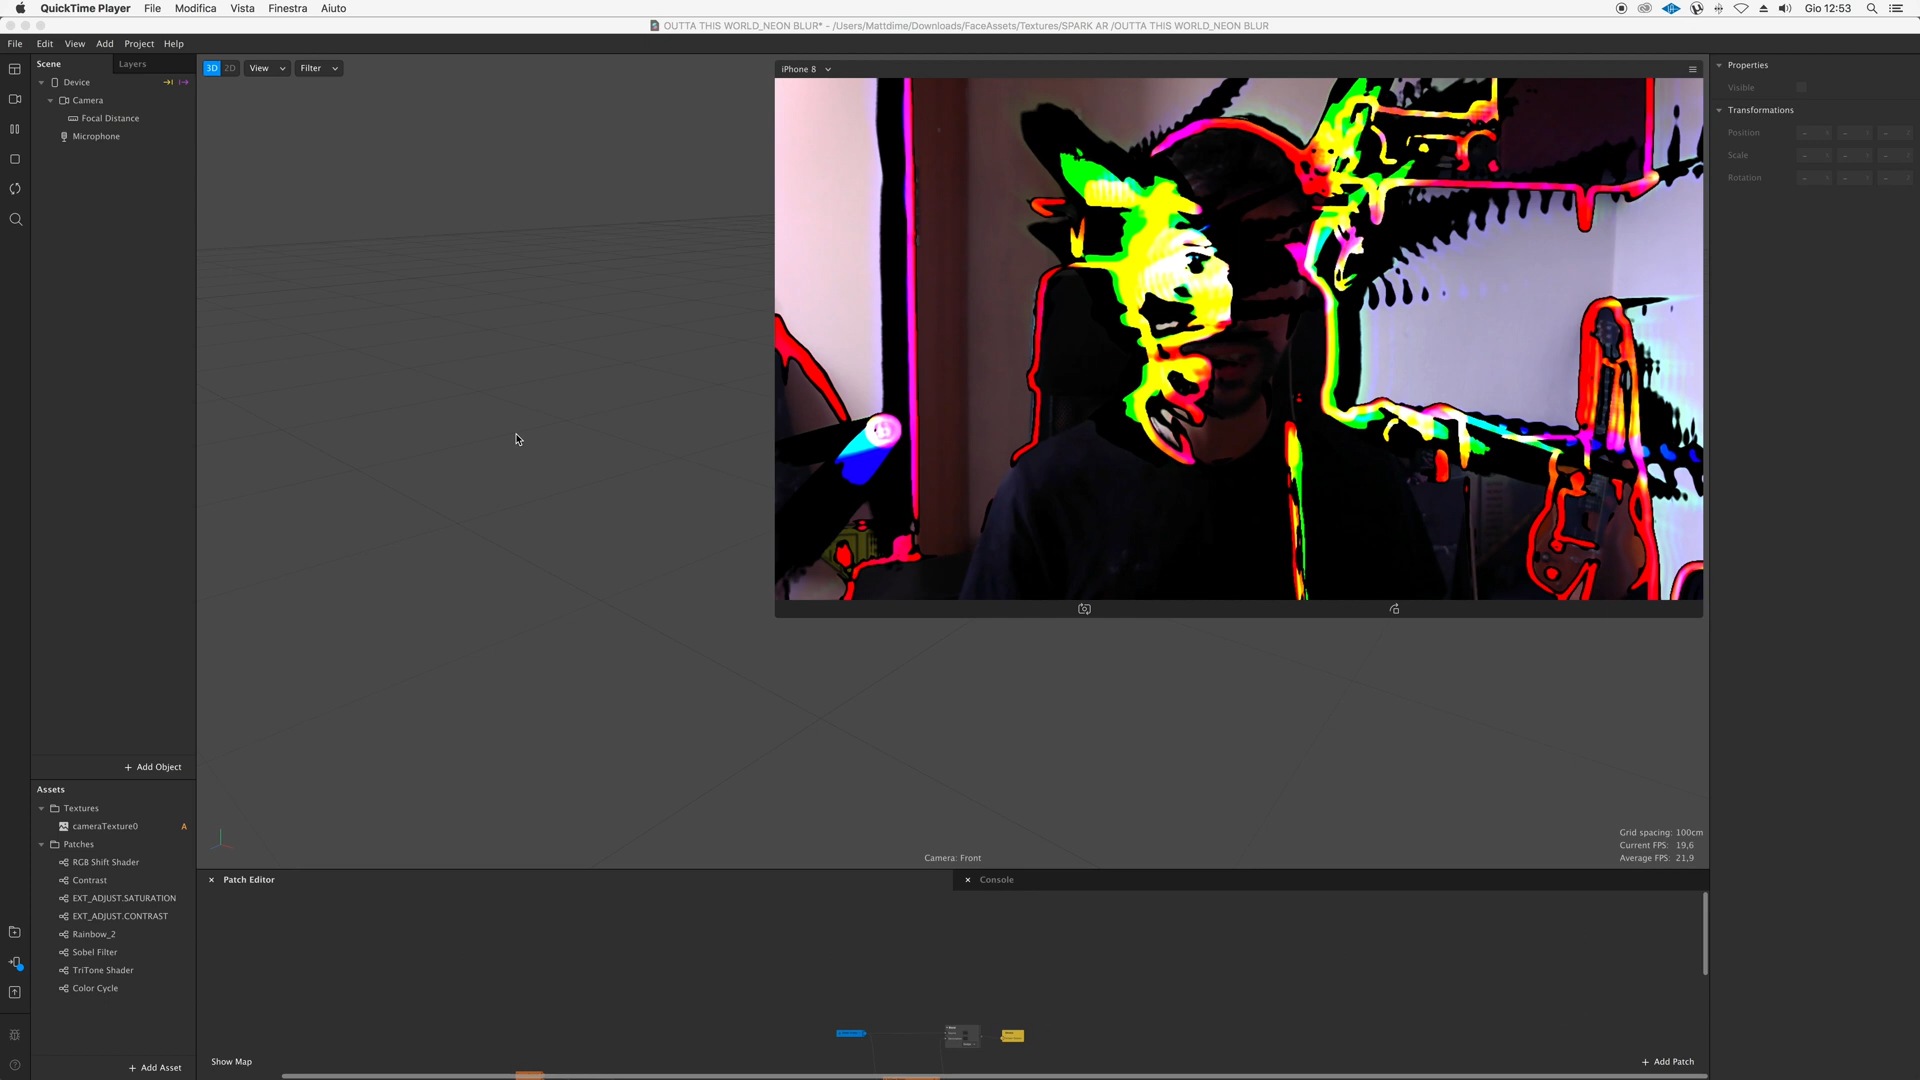 QuickTime Player File Modifica Vista Finestra Aiuto Gio 12:53
OUTTA THIS WORLD_NEON BLUR* - /Users/Mattdime/Downloads/FaceAssets/Textures/SPARK AR /OUTTA THIS WORLD_NEON BLUR
File Edit View Add Project Help
Scene Layers
Device
Camera
Focal Distance
Microphone
+ Add Object
3D 2D View Filter
iPhone 8
Properties
Visible
Transformations
Position
Scale
Rotation
Assets
Textures
cameraTexture0 A
Patches
RGB Shift Shader
Contrast
EXT_ADJUST.SATURATION
EXT_ADJUST.CONTRAST
Rainbow_2
Sobel Filter
TriTone Shader
Color Cycle
+ Add Asset
Grid spacing: 100cm
Current FPS: 19,6
Camera: Front
Average FPS: 21,9
× Patch Editor × Console
Show Map + Add Patch